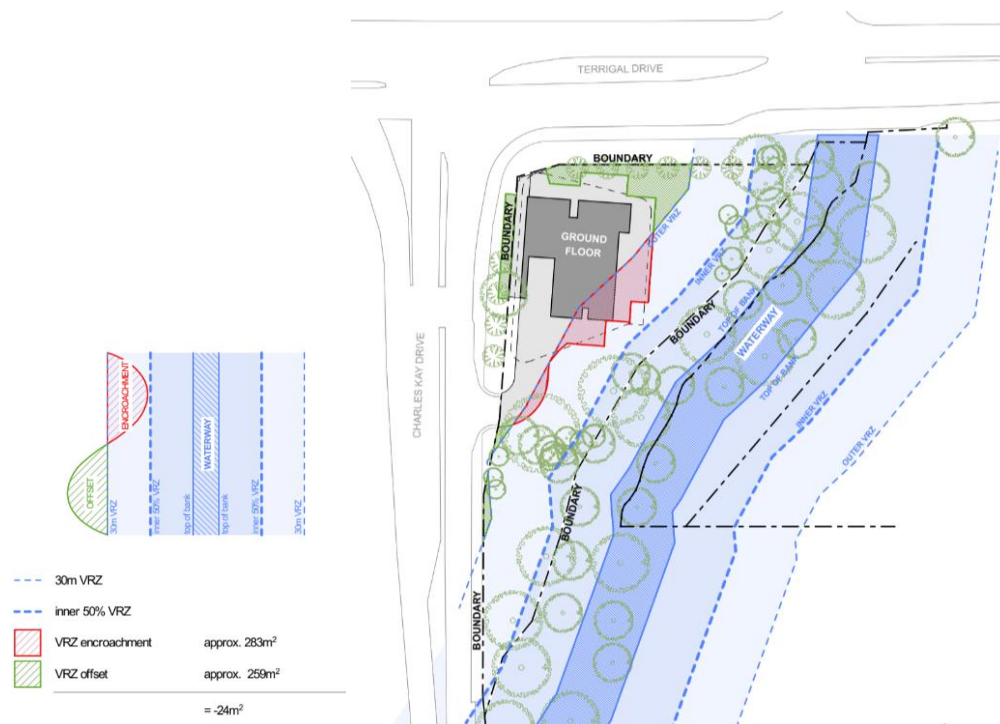 TERRIGAL DRIVE
BOUNDARY
BOUNDARY
OUTER VRZ
GROUND
FLOOR
INNER VRZ
BOUNDARY
TOP OF BANK
WATERWAY
TOP OF BANK
INNER VRZ
OUTER VRZ
CHARLES KAY DRIVE
BOUNDARY
BOUNDARY
ENCROACHMENT
OFFSET
30m VRZ
inner 50% VRZ
top of bank
WATERWAY
top of bank
inner 50% VRZ
30m VRZ
30m VRZ
inner 50% VRZ
VRZ encroachment approx. 283m²
VRZ offset approx. 259m²
= -24m²